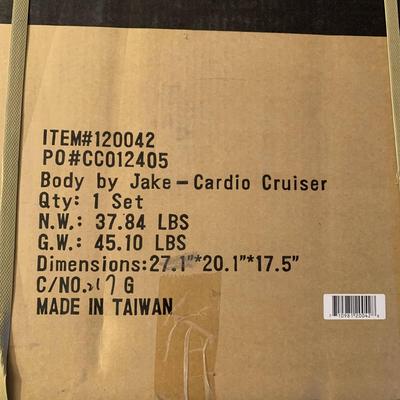 ITEM#120042
PO#CC012405
Body by Jake-Cardio Cruiser
Qty: 1 Set
N.W.: 37.84 LBS
G.W.: 45.10 LBS
Dimensions:27.1"*20.1"*17.5"
C/NO. G
MADE IN TAIWAN